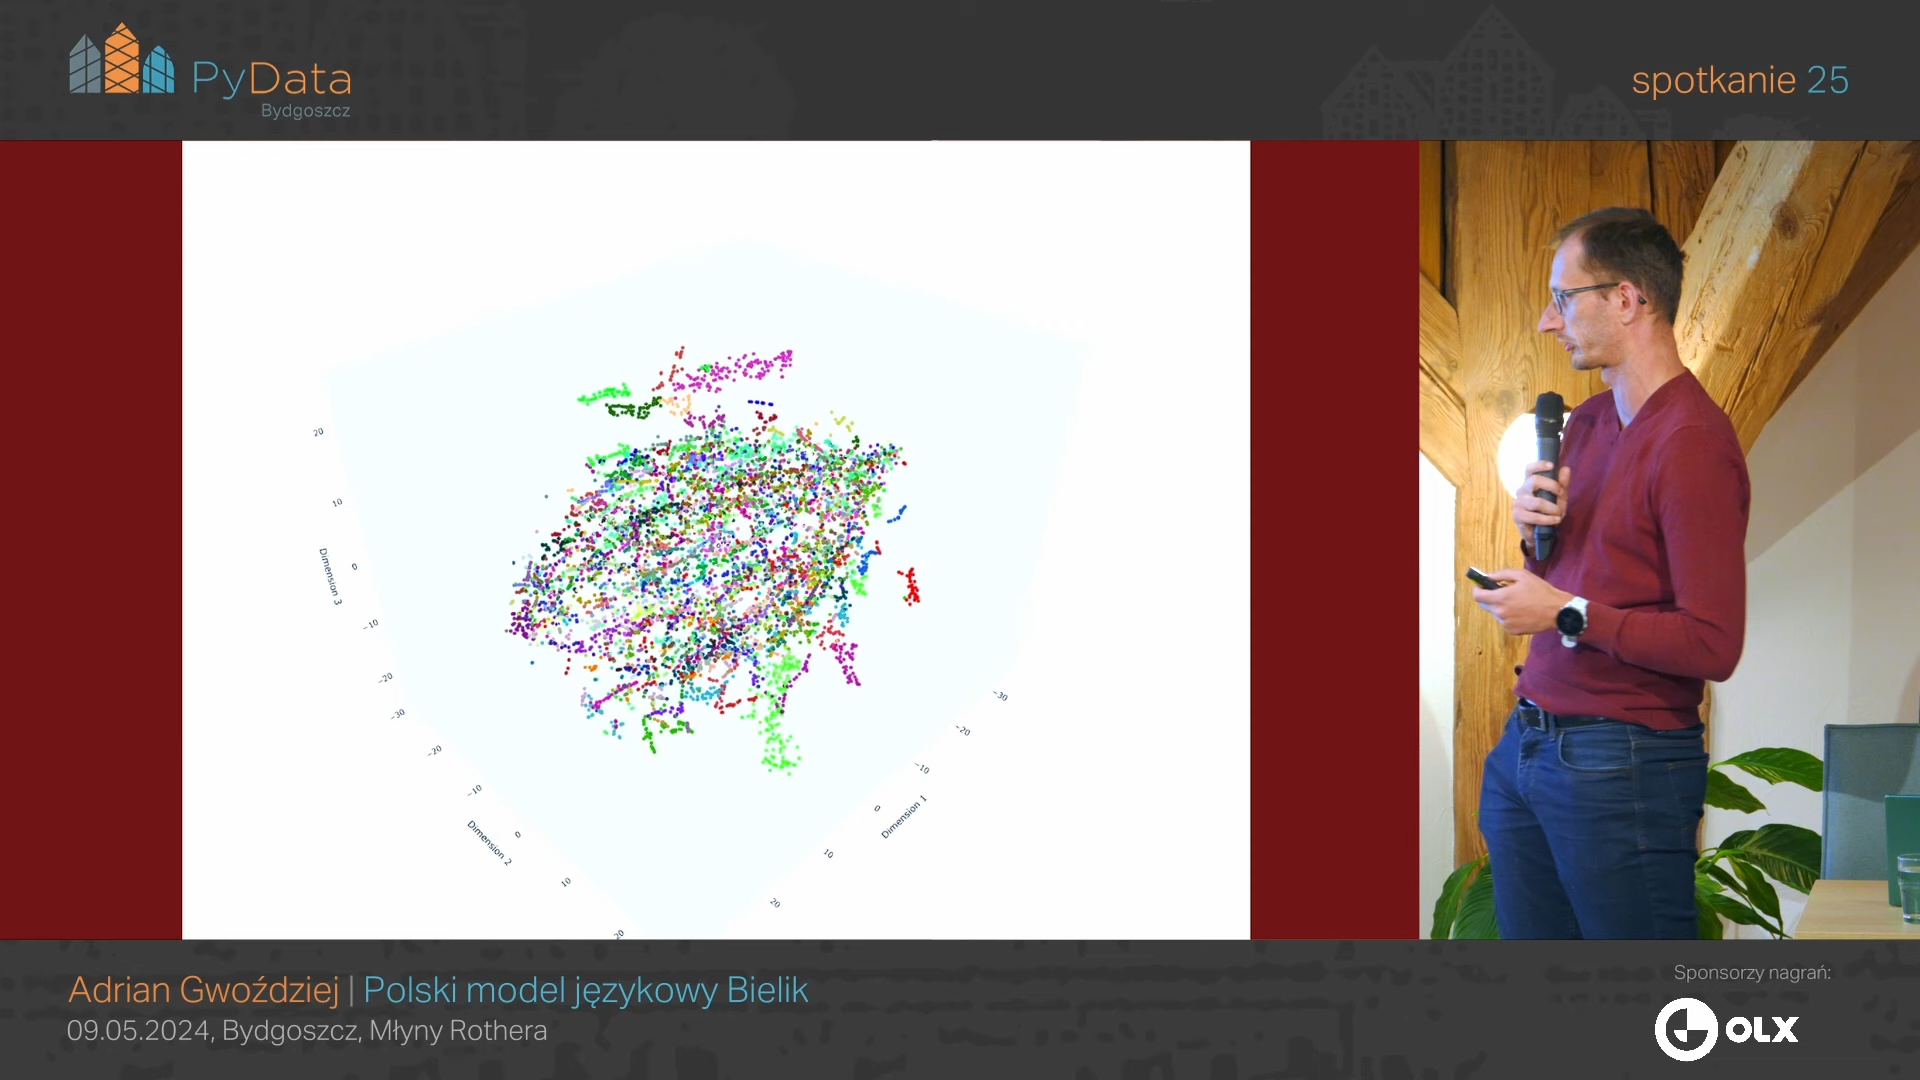 PyData
Bydgoszcz
spotkanie 25
20
10
0
-10
-20
-30
Dimension 3
-20
-10
0
10
20
Dimension 2
-30
-20
-10
0
10
20
Dimension 1
Adrian Gwoździej | Polski model językowy Bielik
09.05.2024, Bydgoszcz, Młyny Rothera
Sponsorzy nagrań:
OLX